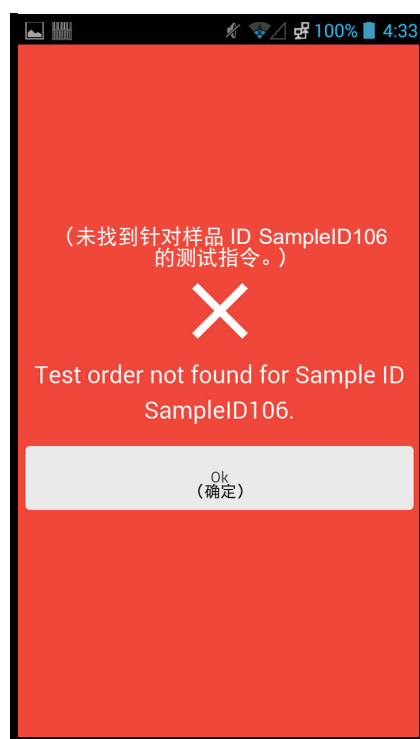 100% 4:33
（未找到针对样品 ID SampleID106
的测试指令。）
Test order not found for Sample ID
SampleID106.
Ok
（确定）